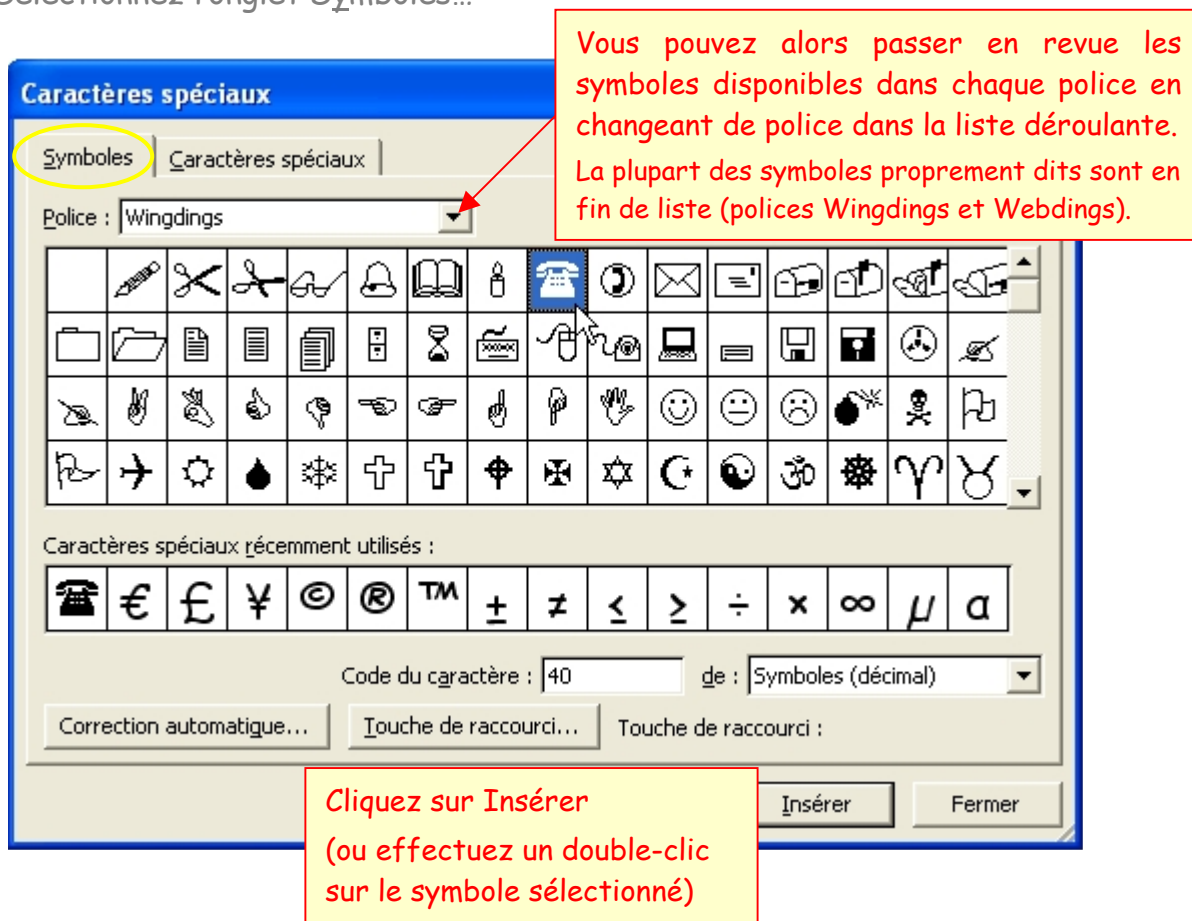 Sélectionnez l'onglet Symboles…
Vous pouvez alors passer en revue les
symboles disponibles dans chaque police en
changeant de police dans la liste déroulante.
La plupart des symboles proprement dits sont en
fin de liste (polices Wingdings et Webdings).
Caractères spéciaux
Symboles Caractères spéciaux
Police : Wingdings
Caractères spéciaux récemment utilisés :
☎ € £ ¥ © ® ™ ± ≠ ≤ ≥ ÷ × ∞ µ α
Code du caractère : 40 de : Symboles (décimal)
Correction automatique... Touche de raccourci... Touche de raccourci :
Insérer Fermer
Cliquez sur Insérer
(ou effectuez un double-clic
sur le symbole sélectionné)